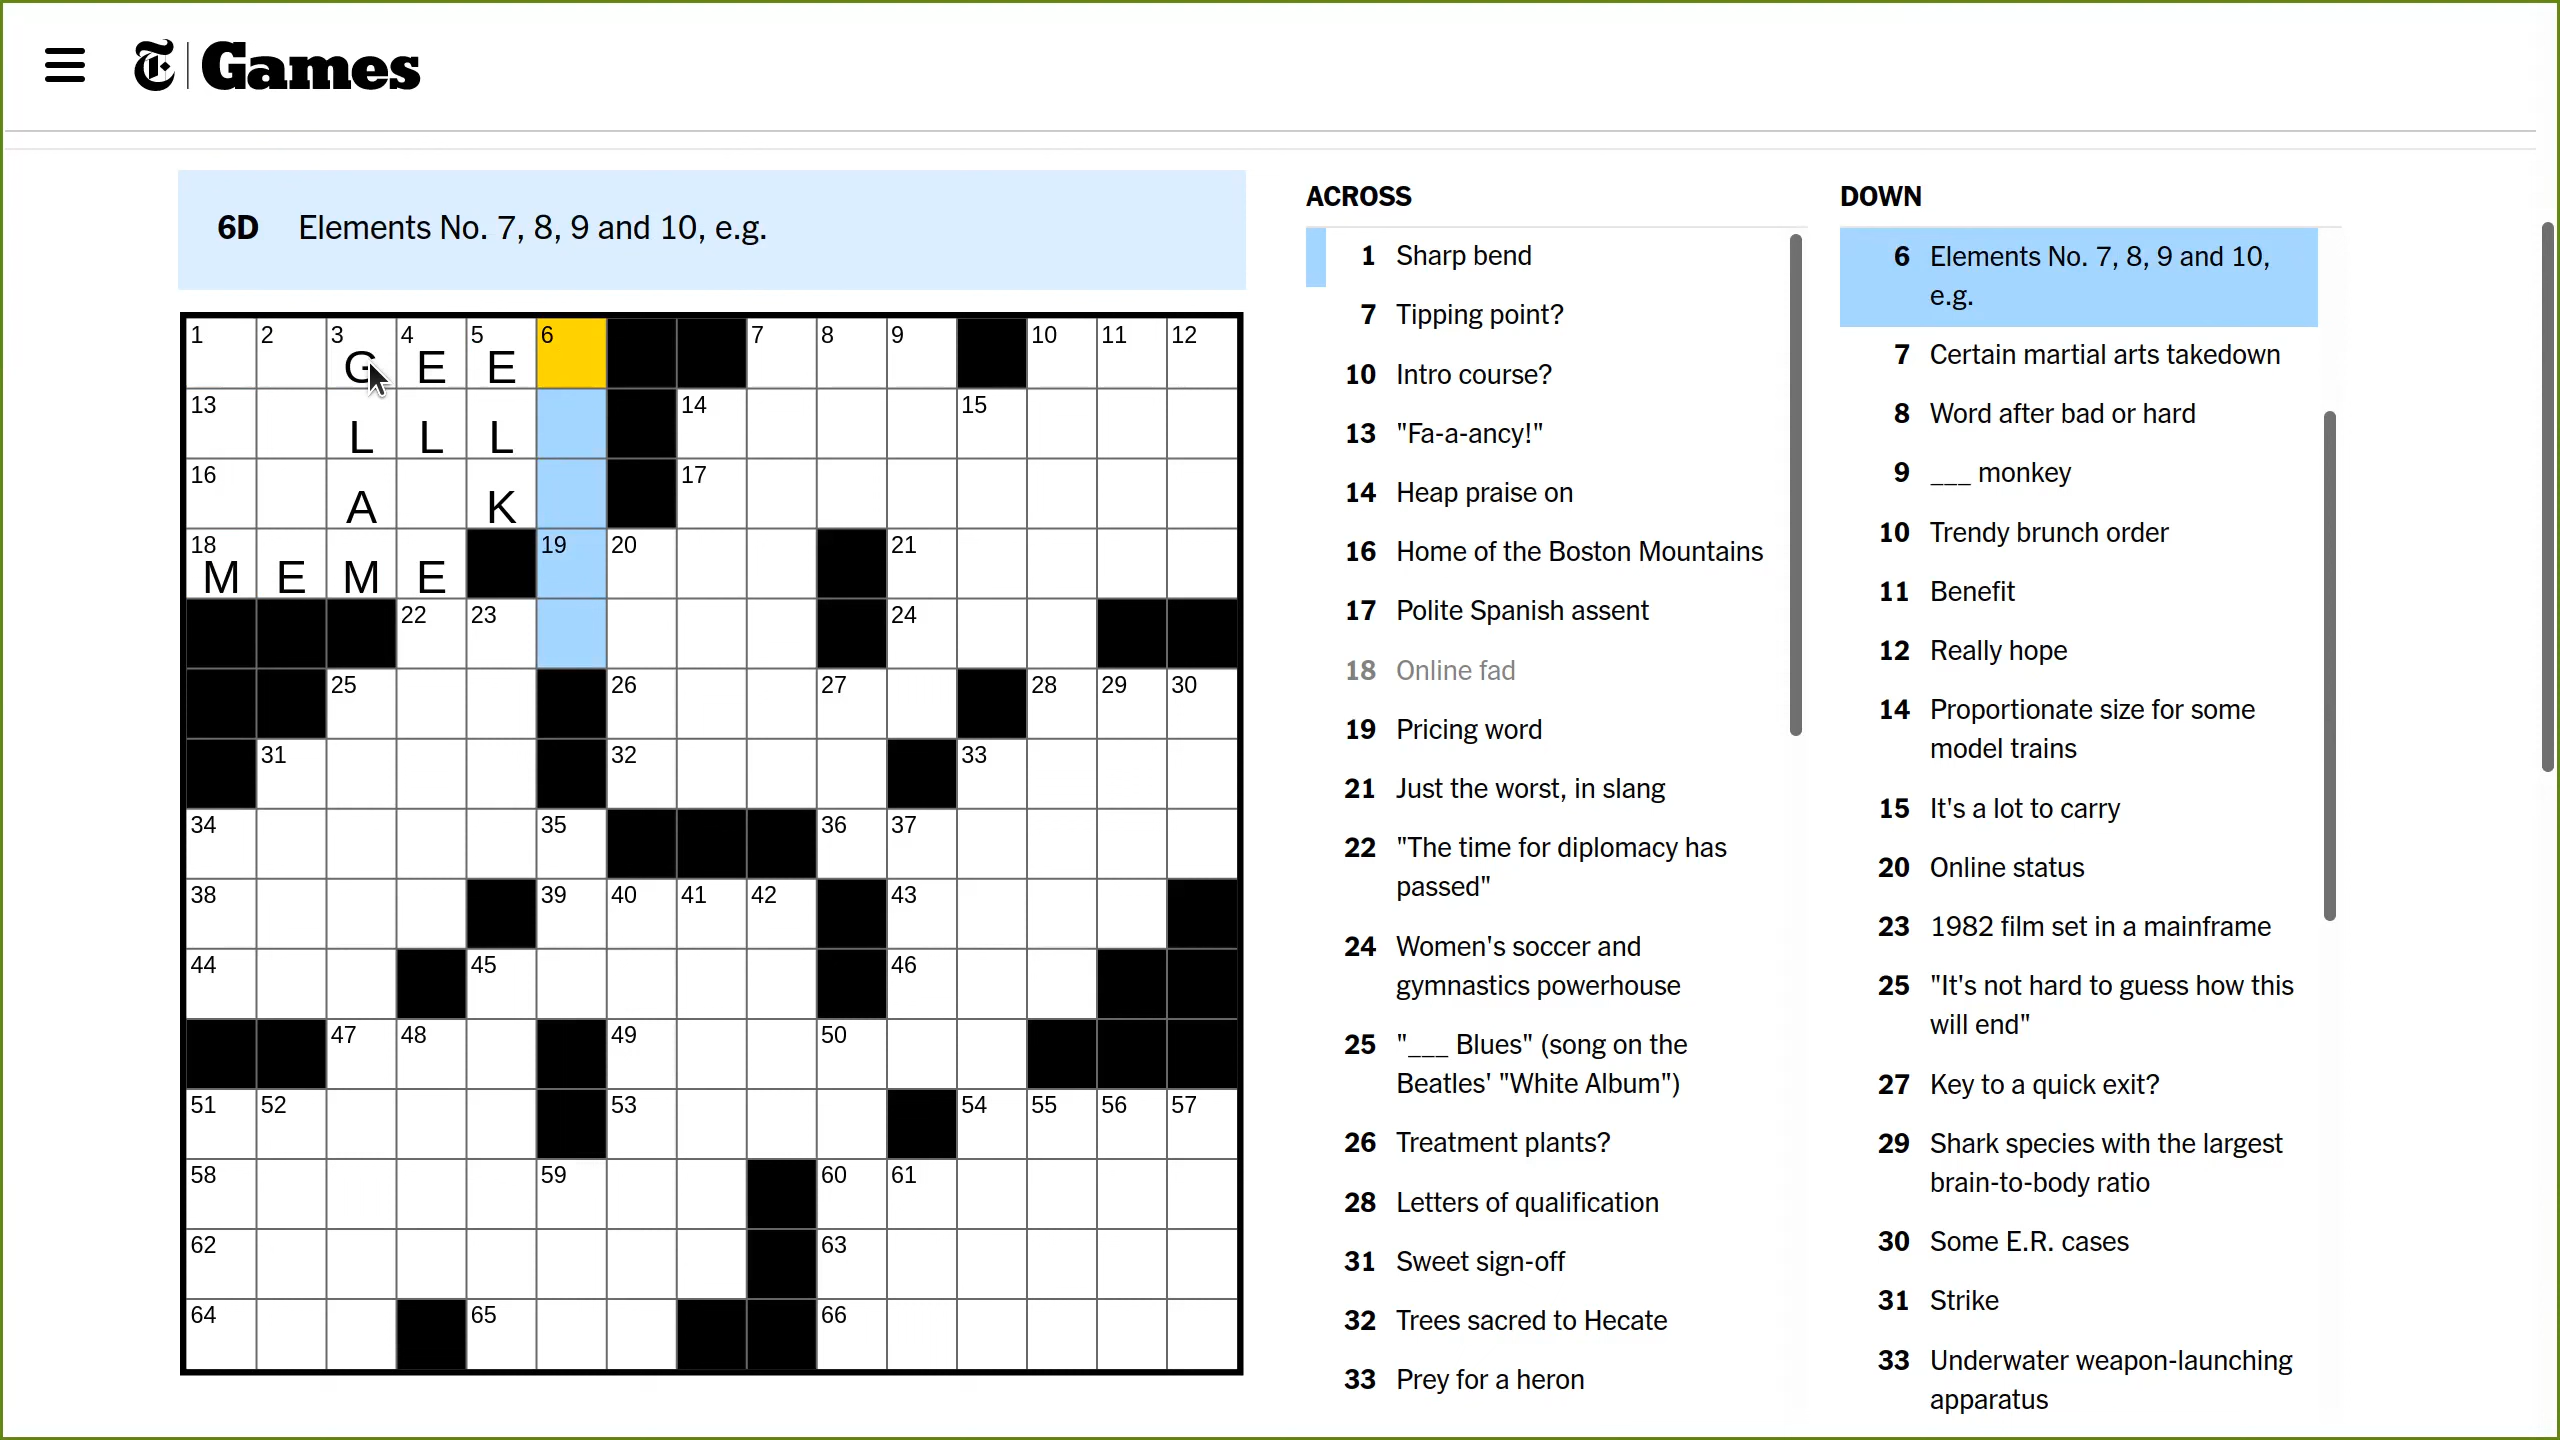 T Games
6D Elements No. 7, 8, 9 and 10, e.g.
1 2 3 G 4 E 5 E 6 7 8 9 10 11 12
13 L L L 14 15
16 A K 17
18 M E M E 19 20 21
22 23 24
25 26 27 28 29 30
31 32 33
34 35 36 37
38 39 40 41 42 43
44 45 46
47 48 49 50
51 52 53 54 55 56 57
58 59 60 61
62 63
64 65 66
ACROSS
1 Sharp bend
7 Tipping point?
10 Intro course?
13 "Fa-a-ancy!"
14 Heap praise on
16 Home of the Boston Mountains
17 Polite Spanish assent
18 Online fad
19 Pricing word
21 Just the worst, in slang
22 "The time for diplomacy has
passed"
24 Women's soccer and
gymnastics powerhouse
25 "___ Blues" (song on the
Beatles' "White Album")
26 Treatment plants?
28 Letters of qualification
31 Sweet sign-off
32 Trees sacred to Hecate
33 Prey for a heron
DOWN
6 Elements No. 7, 8, 9 and 10,
e.g.
7 Certain martial arts takedown
8 Word after bad or hard
9 ___ monkey
10 Trendy brunch order
11 Benefit
12 Really hope
14 Proportionate size for some
model trains
15 It's a lot to carry
20 Online status
23 1982 film set in a mainframe
25 "It's not hard to guess how this
will end"
27 Key to a quick exit?
29 Shark species with the largest
brain-to-body ratio
30 Some E.R. cases
31 Strike
33 Underwater weapon-launching
apparatus